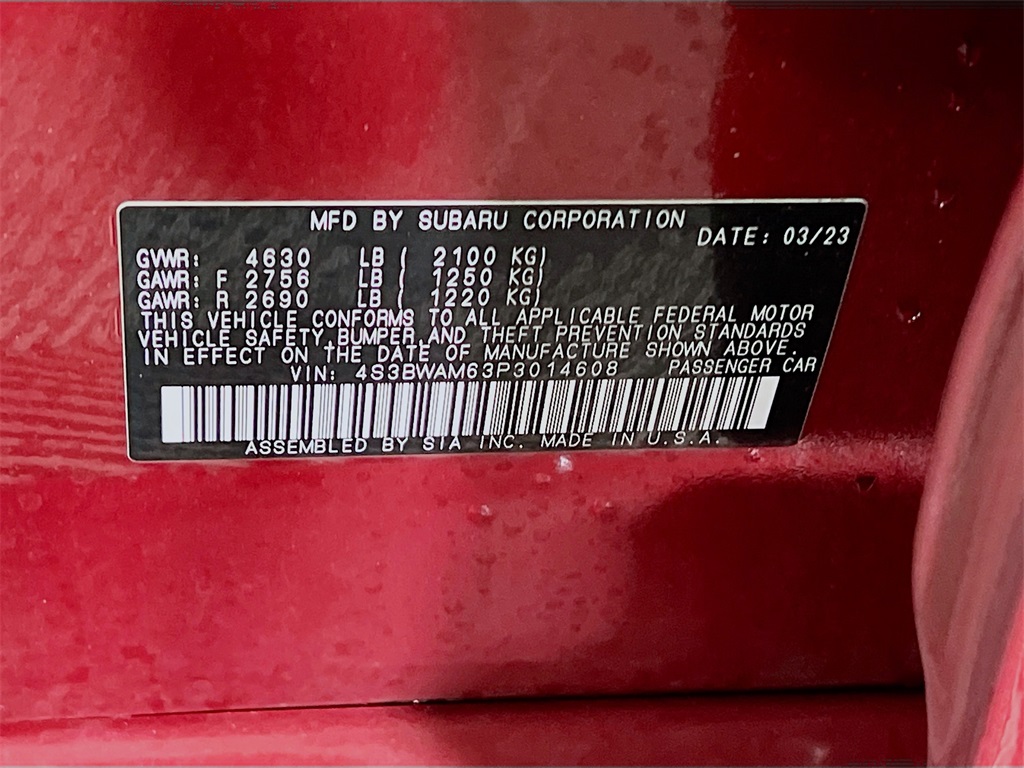 MFD BY SUBARU CORPORATION
DATE: 03/23
GVWR: 4630 LB ( 2100 KG)
GAWR: F 2756 LB ( 1250 KG)
GAWR: R 2690 LB ( 1220 KG)
THIS VEHICLE CONFORMS TO ALL APPLICABLE FEDERAL MOTOR
VEHICLE SAFETY,BUMPER AND THEFT PREVENTION STANDARDS
IN EFFECT ON THE DATE OF MANUFACTURE SHOWN ABOVE.
VIN: 4S3BWAM63P3014608 PASSENGER CAR
ASSEMBLED BY SIA INC. MADE IN U.S.A.